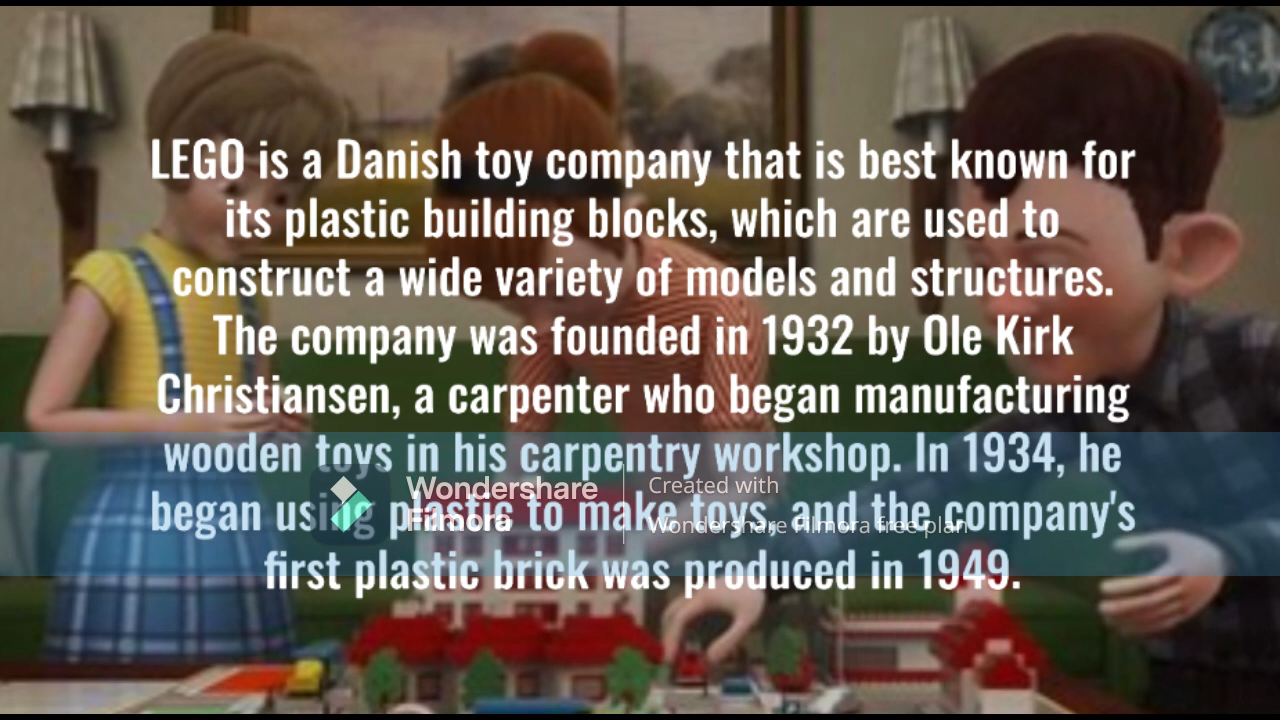 LEGO is a Danish toy company that is best known for
its plastic building blocks, which are used to
construct a wide variety of models and structures.
The company was founded in 1932 by Ole Kirk
Christiansen, a carpenter who began manufacturing
wooden toys in his carpentry workshop. In 1934, he
began using plastic to make toys, and the company's
first plastic brick was produced in 1949.
Wondershare
Filmora
Created with
Wondershare Filmora free plan